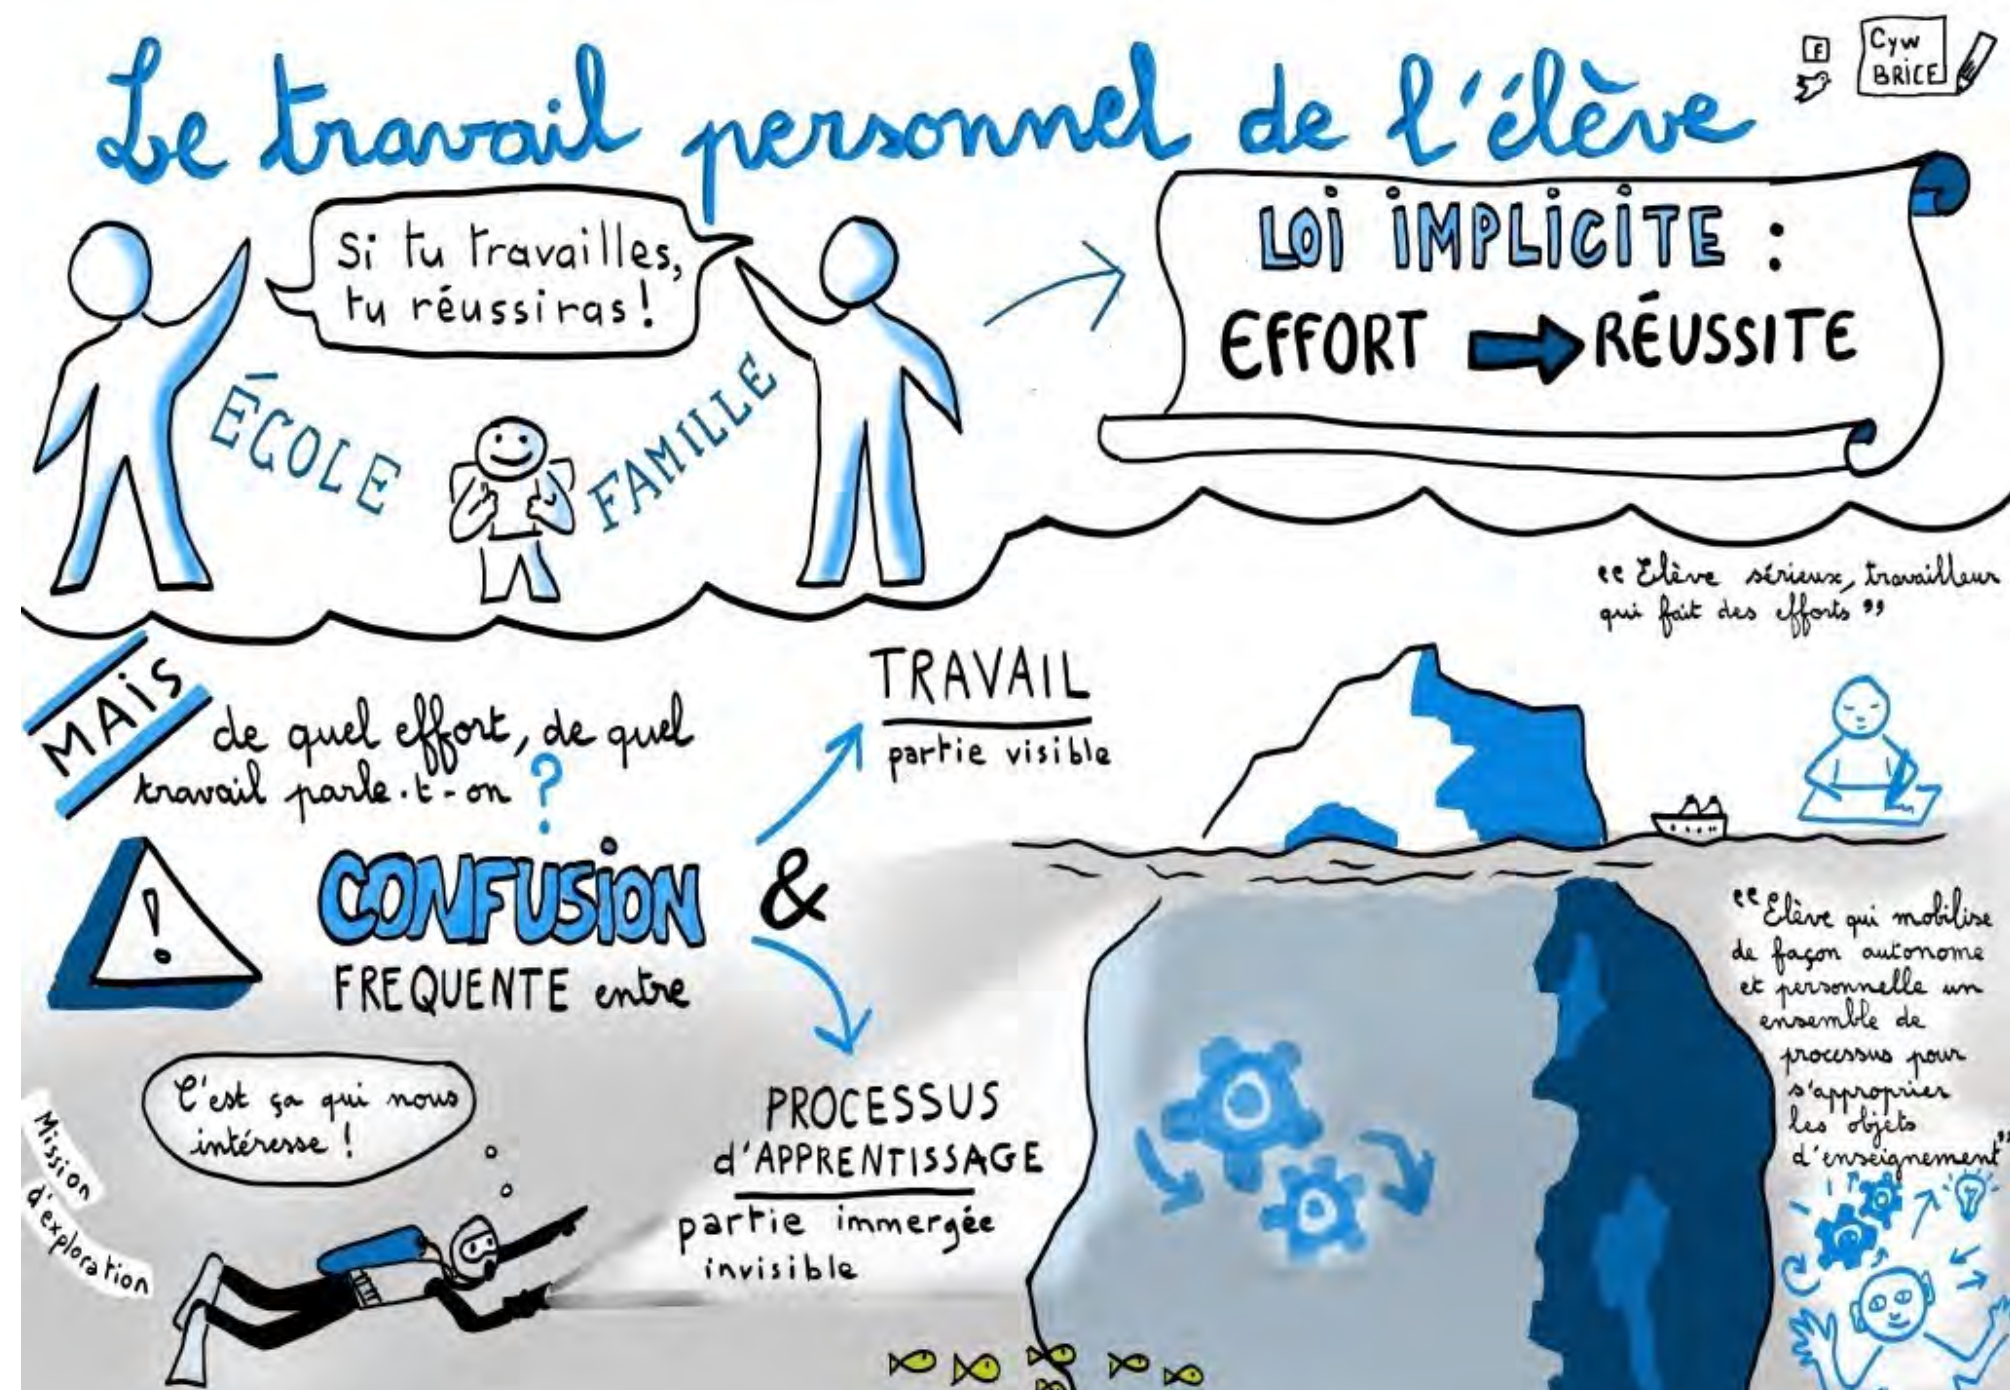 Le travail personnel de l'élève
F
Cyw
BRICE
Si tu travailles,
tu réussiras !
ÉCOLE
FAMILLE
LOI IMPLICITE :
EFFORT RÉUSSITE
MAIS
de quel effort, de quel
travail parle-t-on ?
!
CONFUSION
FREQUENTE entre
&
TRAVAIL
partie visible
"Elève sérieux, travailleur
qui fait des efforts"
PROCESSUS
d'APPRENTISSAGE
partie immergée
invisible
"Elève qui mobilise
de façon autonome
et personnelle un
ensemble de
processus pour
s'approprier
les objets
d'enseignement"
C'est ça qui nous
intéresse !
Mission
d'exploration